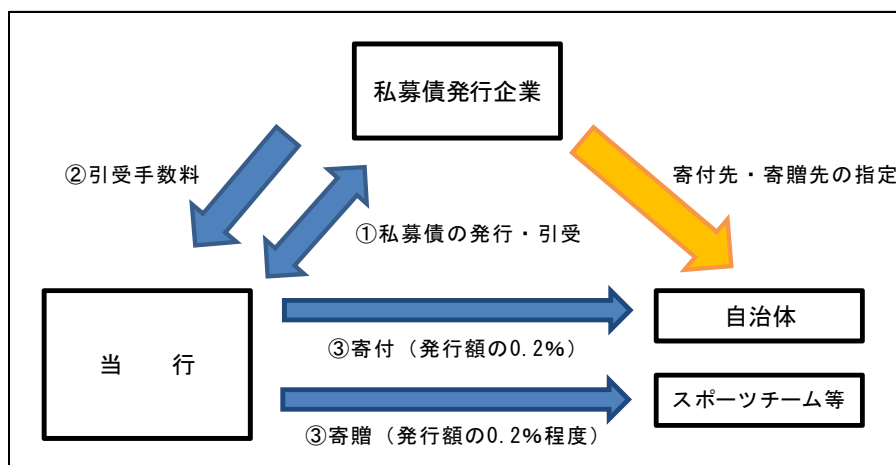 私募債発行企業
②引受手数料
寄付先・寄贈先の指定
①私募債の発行・引受
当　　行
自治体
③寄付（発行額の0.2%）
スポーツチーム等
③寄贈（発行額の0.2%程度）